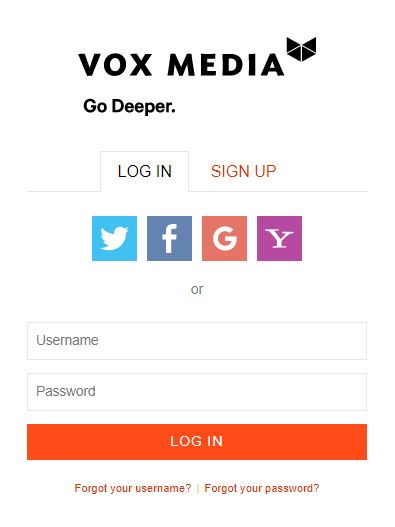 VOX MEDIA
Go Deeper.
LOG IN SIGN UP
or
Username
Password
LOG IN
Forgot your username? | Forgot your password?